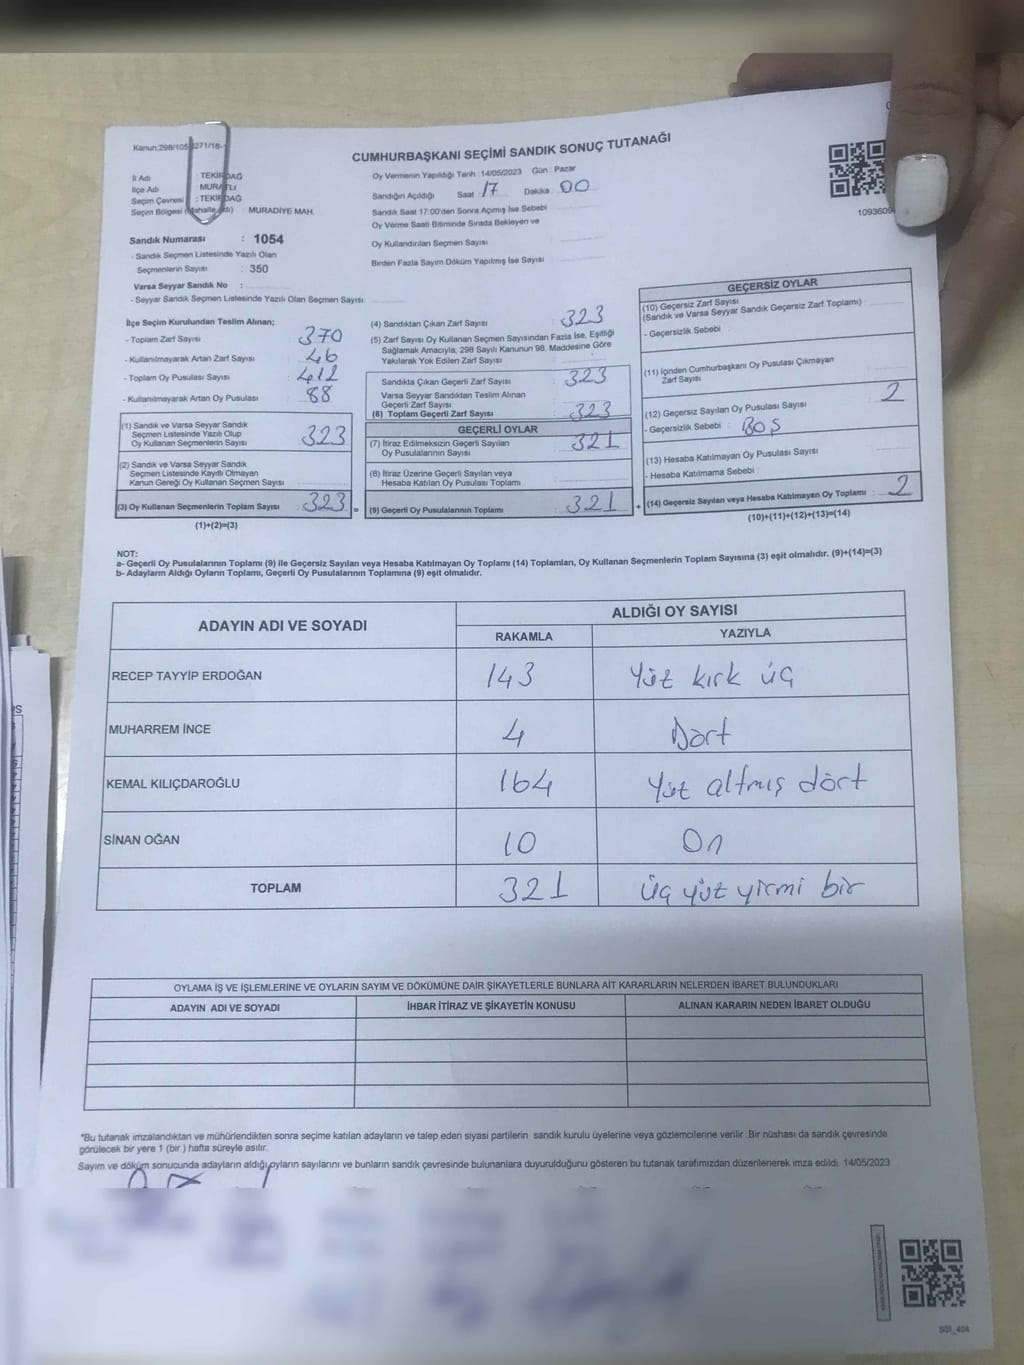 Kanun:298/105 271/16-
CUMHURBAŞKANI SEÇİMİ SANDIK SONUÇ TUTANAĞI
İl Adı : TEKİRDAĞ
İlçe Adı : MURATLI
Seçim Çevresi : TEKİRDAĞ
Seçim Bölgesi (Mahalle Adı) : MURADİYE MAH.
Oy Vermenin Yapıldığı Tarih :14/05/2023 Gün : Pazar
Sandığın Açıldığı Saat 17 Dakika 00
Sandık Saat 17:00'den Sonra Açılmış İse Sebebi
Oy Verme Saati Bitiminde Sırada Bekleyen ve
Oy Kullandırılan Seçmen Sayısı
Birden Fazla Sayım Döküm Yapılmış İse Sayısı
1093609
Sandık Numarası : 1054
- Sandık Seçmen Listesinde Yazılı Olan
Seçmenlerin Sayısı : 350
Varsa Seyyar Sandık No :
- Seyyar Sandık Seçmen Listesinde Yazılı Olan Seçmen Sayısı
İlçe Seçim Kurulundan Teslim Alınan;
- Toplam Zarf Sayısı : 370
- Kullanılmayarak Artan Zarf Sayısı : 46
- Toplam Oy Pusulası Sayısı : 412
- Kullanılmayarak Artan Oy Pusulası : 88
(1) Sandık ve Varsa Seyyar Sandık
Seçmen Listesinde Yazılı Olup
Oy Kullanan Seçmenlerin Sayısı : 323
(2) Sandık ve Varsa Seyyar Sandık
Seçmen Listesinde Kayıtlı Olmayan
Kanun Gereği Oy Kullanan Seçmen Sayısı
(3) Oy Kullanan Seçmenlerin Toplam Sayısı : 323 =
(1)+(2)=(3)
(4) Sandıktan Çıkan Zarf Sayısı : 323
(5) Zarf Sayısı Oy Kullanan Seçmen Sayısından Fazla İse, Eşitliği
Sağlamak Amacıyla; 298 Sayılı Kanunun 98. Maddesine Göre
Yakılarak Yok Edilen Zarf Sayısı
Sandıkta Çıkan Geçerli Zarf Sayısı : 323
Varsa Seyyar Sandıktan Teslim Alınan
Geçerli Zarf Sayısı
(6) Toplam Geçerli Zarf Sayısı : 323
GEÇERLİ OYLAR
(7) İtiraz Edilmeksizin Geçerli Sayılan
Oy Pusulalarının Sayısı : 321
(8) İtiraz Üzerine Geçerli Sayılan veya
Hesaba Katılan Oy Pusulası Toplamı
(9) Geçerli Oy Pusulalarının Toplamı : 321 +
GEÇERSİZ OYLAR
(10) Geçersiz Zarf Sayısı
(Sandık ve Varsa Seyyar Sandık Geçersiz Zarf Toplamı) :
- Geçersizlik Sebebi :
(11) İçinden Cumhurbaşkanı Oy Pusulası Çıkmayan
Zarf Sayısı
(12) Geçersiz Sayılan Oy Pusulası Sayısı : 2
- Geçersizlik Sebebi : BOŞ
(13) Hesaba Katılmayan Oy Pusulası Sayısı
- Hesaba Katılmama Sebebi :
(14) Geçersiz Sayılan veya Hesaba Katılmayan Oy Toplamı : 2
(10)+(11)+(12)+(13)=(14)
NOT:
a- Geçerli Oy Pusulalarının Toplamı (9) ile Geçersiz Sayılan veya Hesaba Katılmayan Oy Toplamı (14) Toplamları, Oy Kullanan Seçmenlerin Toplam Sayısına (3) eşit olmalıdır. (9)+(14)=(3)
b- Adayların Aldığı Oyların Toplamı, Geçerli Oy Pusulalarının Toplamına (9) eşit olmalıdır.
ADAYIN ADI VE SOYADI
ALDIĞI OY SAYISI
RAKAMLA YAZIYLA
RECEP TAYYİP ERDOĞAN 143 Yüz kırk üç
MUHARREM İNCE 4 Dört
KEMAL KILIÇDAROĞLU 164 Yüz altmış dört
SİNAN OĞAN 10 On
TOPLAM 321 Üç yüz yirmi bir
OYLAMA İŞ VE İŞLEMLERİNE VE OYLARIN SAYIM VE DÖKÜMÜNE DAİR ŞİKAYETLERLE BUNLARA AİT KARARLARIN NELERDEN İBARET BULUNDUKLARI
ADAYIN ADI VE SOYADI İHBAR İTİRAZ VE ŞİKAYETİN KONUSU ALINAN KARARIN NEDEN İBARET OLDUĞU
*Bu tutanak imzalandıktan ve mühürlendikten sonra seçime katılan adayların ve talep eden siyasi partilerin sandık kurulu üyelerine veya gözlemcilerine verilir .Bir nüshası da sandık çevresinde
görülecek bir yere 1 (bir ) hafta süreyle asılır.
Sayım ve döküm sonucunda adayların aldığı oyların sayılarını ve bunların sandık çevresinde bulunanlara duyurulduğunu gösteren bu tutanak tarafımızdan düzenlenerek imza edildi. 14/05/2023